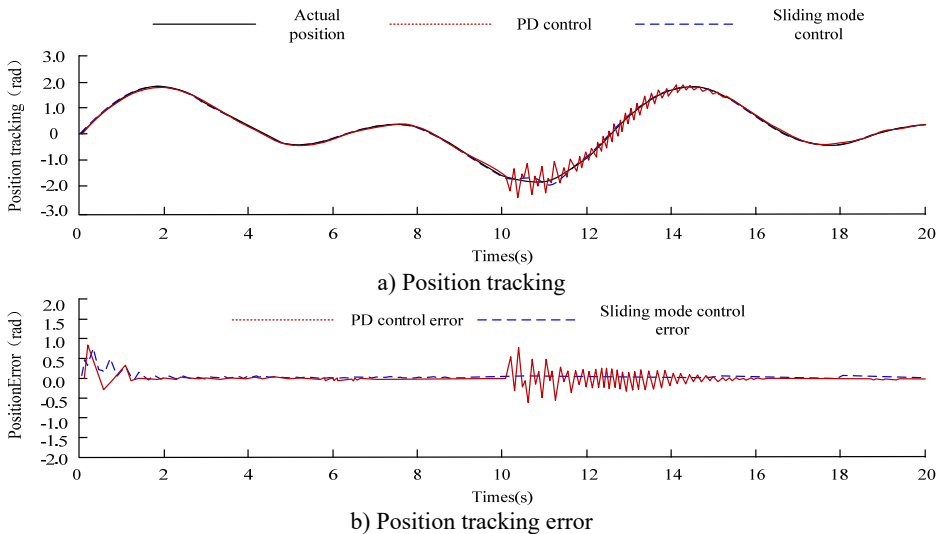 Actual
position
PD control
Sliding mode
control
Position tracking（rad）
3.0
2.0
1.0
0
-1.0
-2.0
-3.0
0 2 4 6 8 10 12 14 16 18 20
Times(s)
a) Position tracking
PositionError（rad）
2.0
1.5
1.0
0.5
0.0
-0.5
-1.0
-1.5
-2.0
PD control error
Sliding mode control
error
0 2 4 6 8 10 12 14 16 18 20
Times(s)
b) Position tracking error